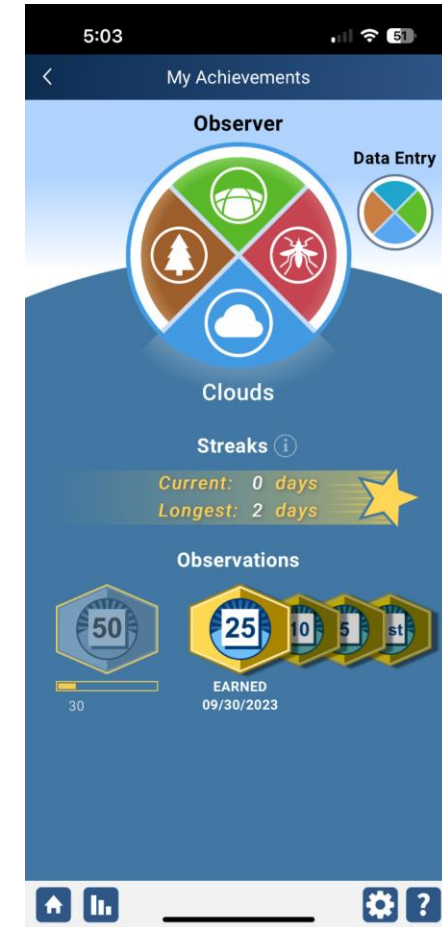 5:03
51
My Achievements
Observer
Data Entry
Clouds
Streaks i
Current: 0 days
Longest: 2 days
Observations
50
25
10
5
st
30
EARNED
09/30/2023
?